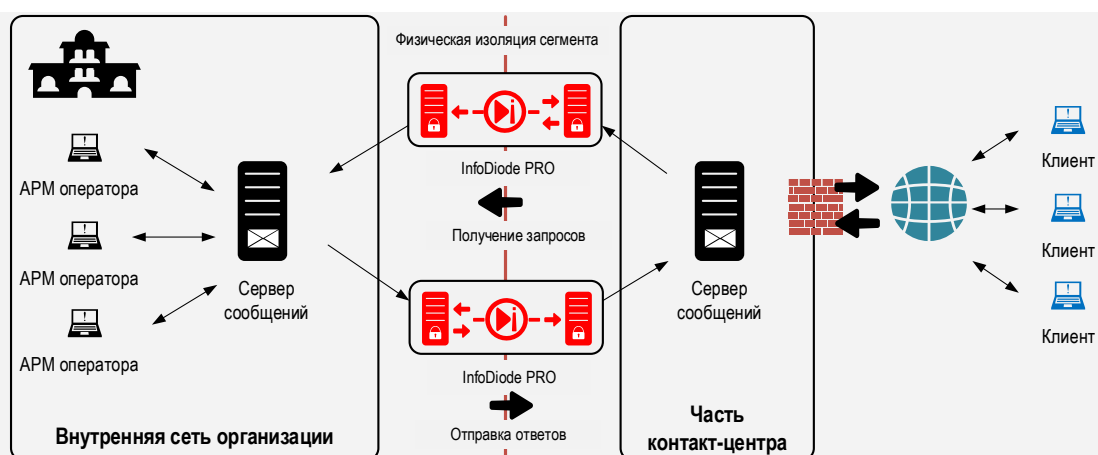 Физическая изоляция сегмента
InfoDiode PRO
Получение запросов
InfoDiode PRO
Отправка ответов
АРМ оператора
АРМ оператора
АРМ оператора
Сервер
сообщений
Внутренняя сеть организации
Сервер
сообщений
Часть
контакт-центра
Клиент
Клиент
Клиент